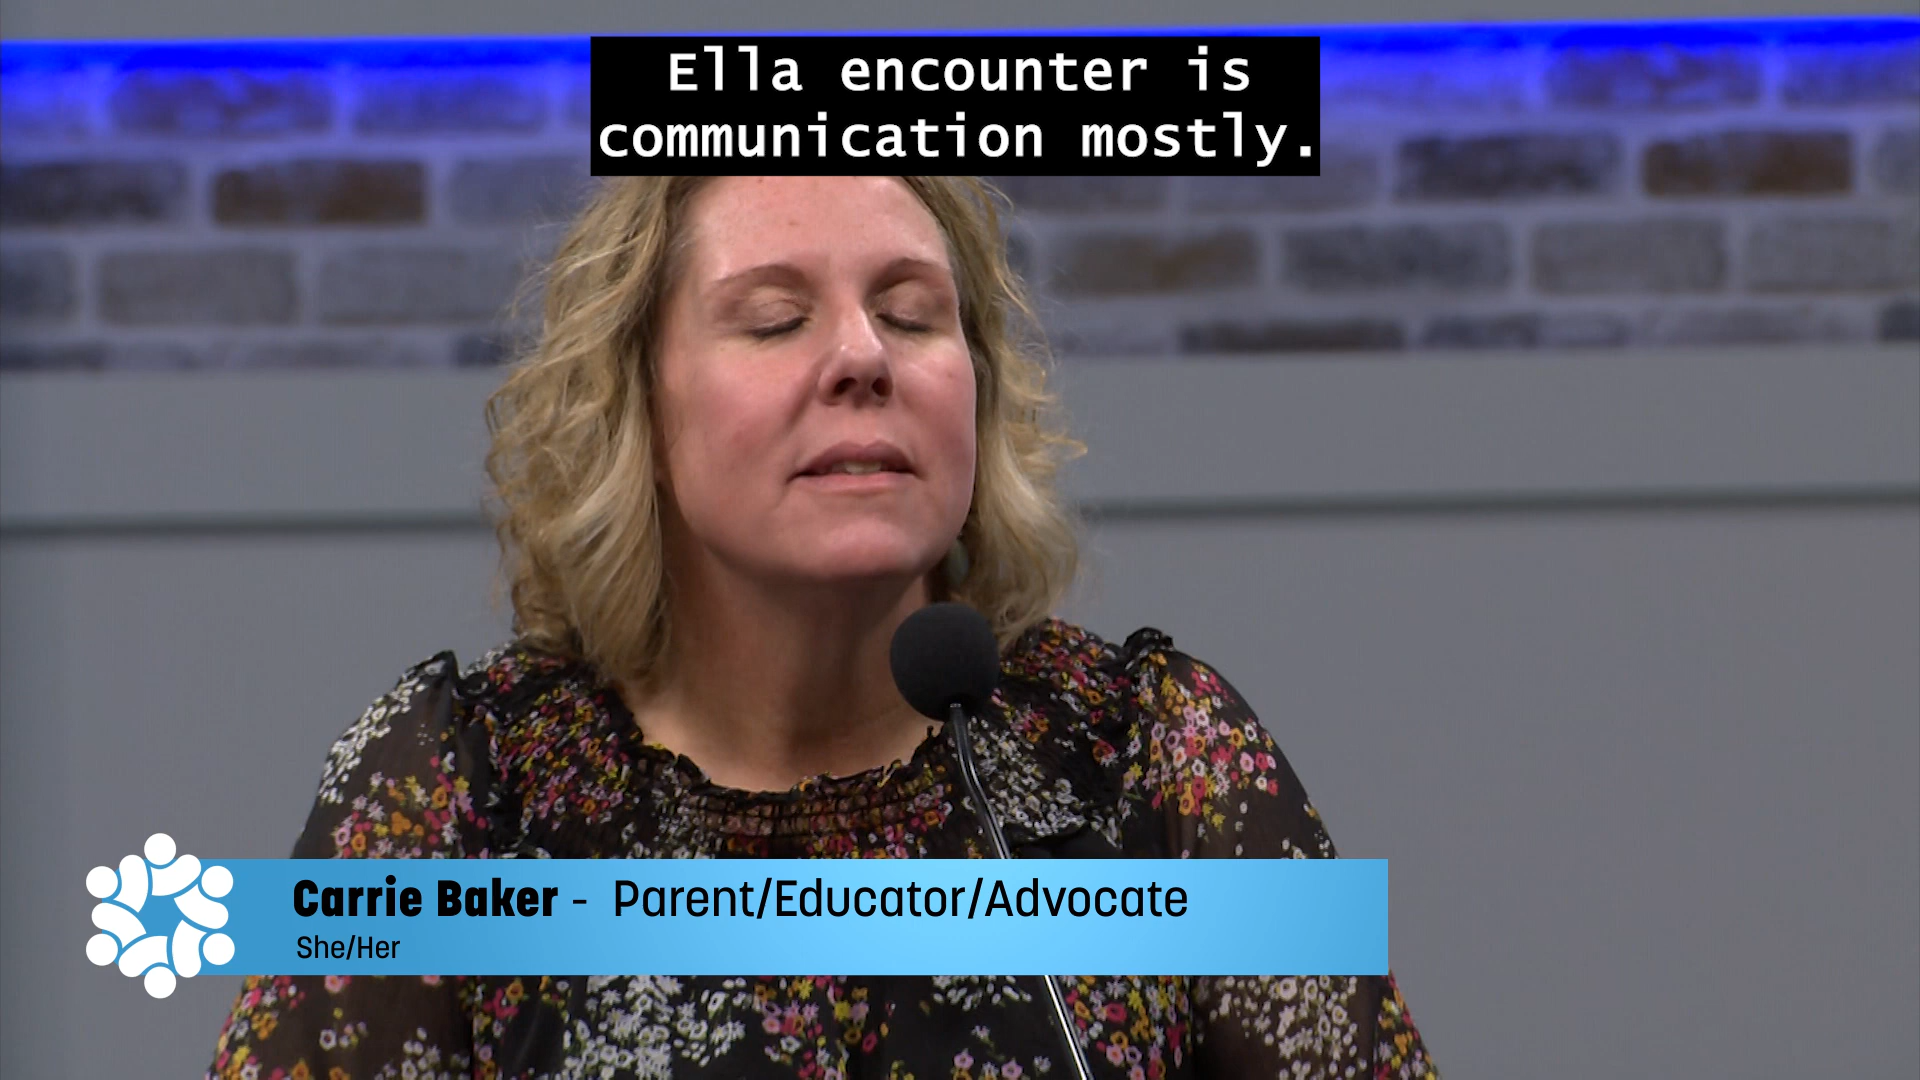 Ella encounter is
communication mostly.
Carrie Baker - Parent/Educator/Advocate
She/Her